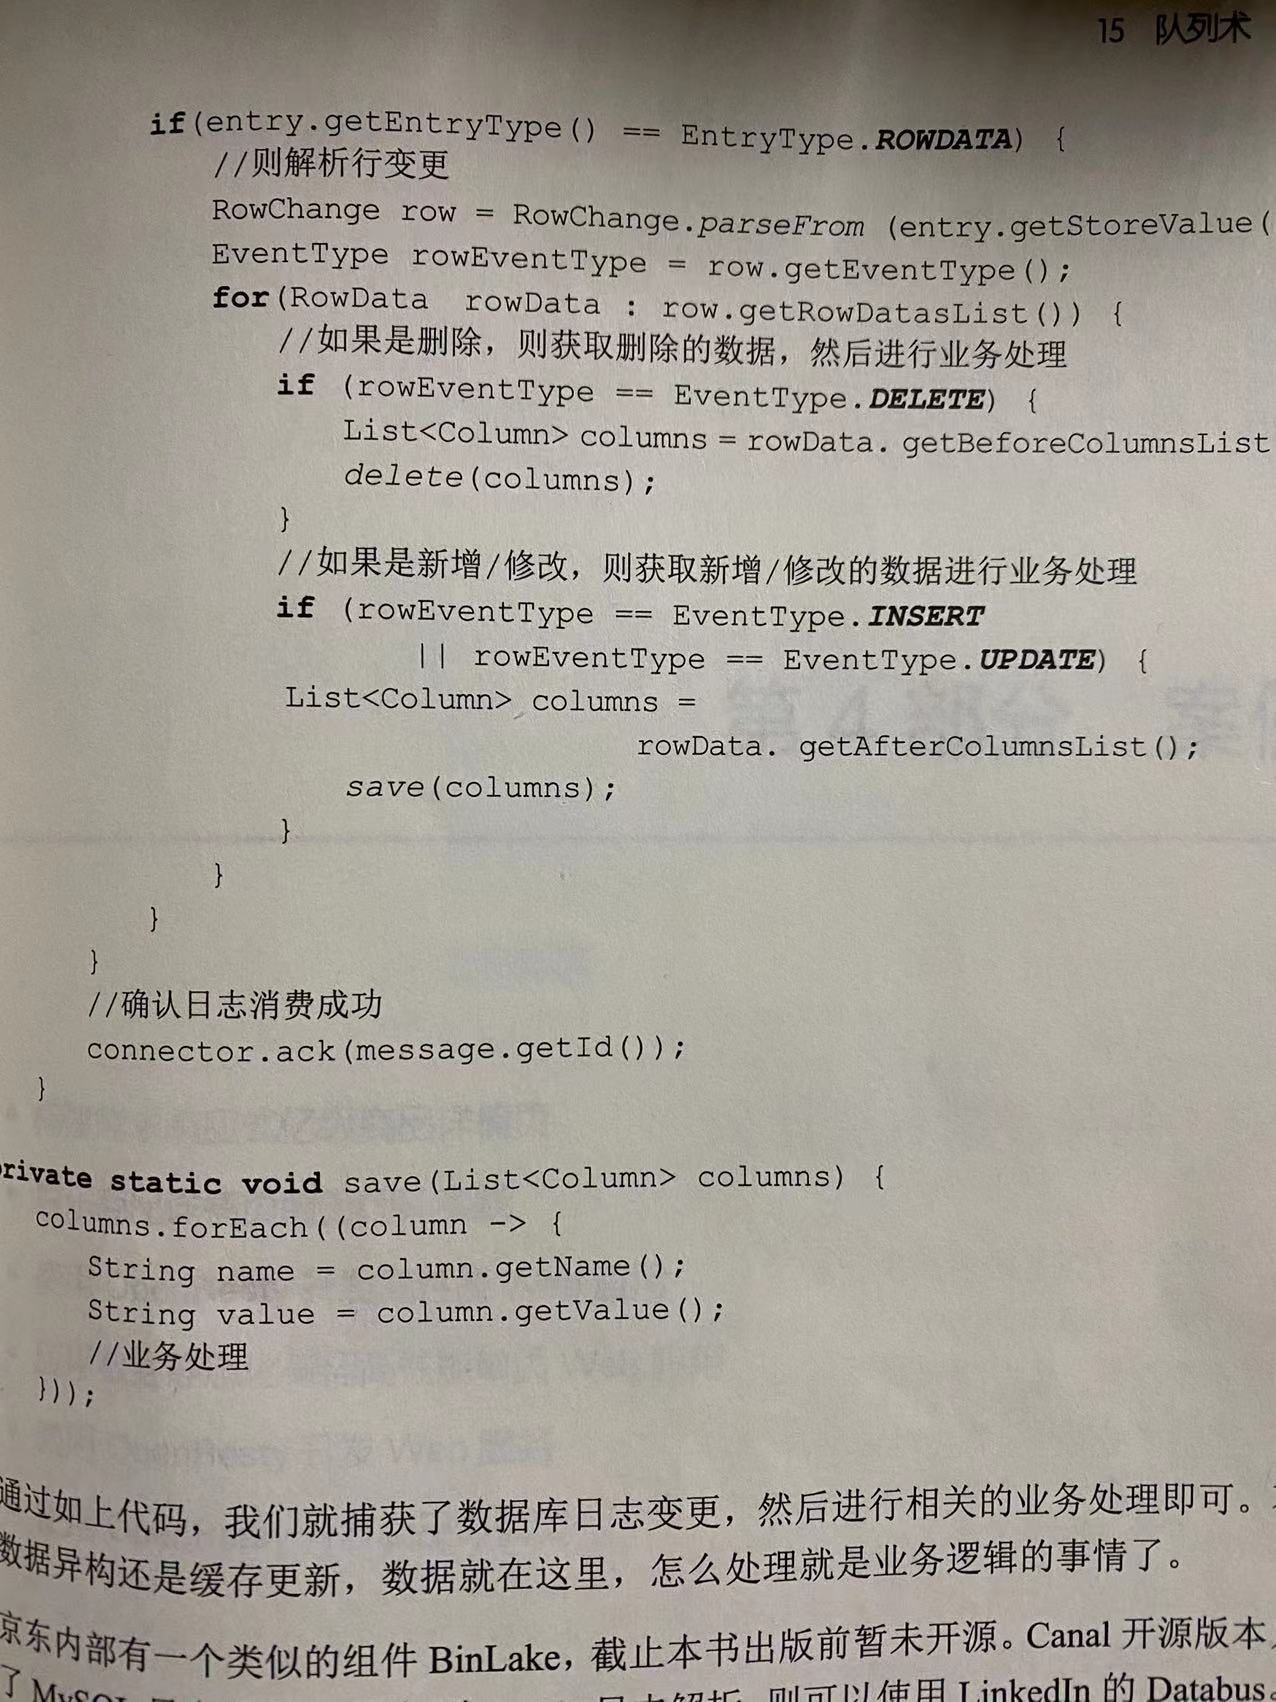 15 队列术
if(entry.getEntryType() == EntryType.ROWDATA) {
//则解析行变更
RowChange row = RowChange.parseFrom (entry.getStoreValue(
EventType rowEventType = row.getEventType();
for(RowData rowData : row.getRowDatasList()) {
//如果是删除，则获取删除的数据，然后进行业务处理
if (rowEventType == EventType.DELETE) {
List<Column> columns = rowData. getBeforeColumnsList
delete(columns);
}
//如果是新增/修改，则获取新增/修改的数据进行业务处理
if (rowEventType == EventType.INSERT
|| rowEventType == EventType.UPDATE) {
List<Column> columns =
rowData. getAfterColumnsList();
save(columns);
}
}
}
}
//确认日志消费成功
connector.ack(message.getId());
}
private static void save(List<Column> columns) {
columns.forEach((column -> {
String name = column.getName();
String value = column.getValue();
//业务处理
}));
通过如上代码，我们就捕获了数据库日志变更，然后进行相关的业务处理即可。
数据异构还是缓存更新，数据就在这里，怎么处理就是业务逻辑的事情了。
京东内部有一个类似的组件 BinLake，截止本书出版前暂未开源。Canal 开源版本
了 MySQL 则可以使用 LinkedIn 的 Databus